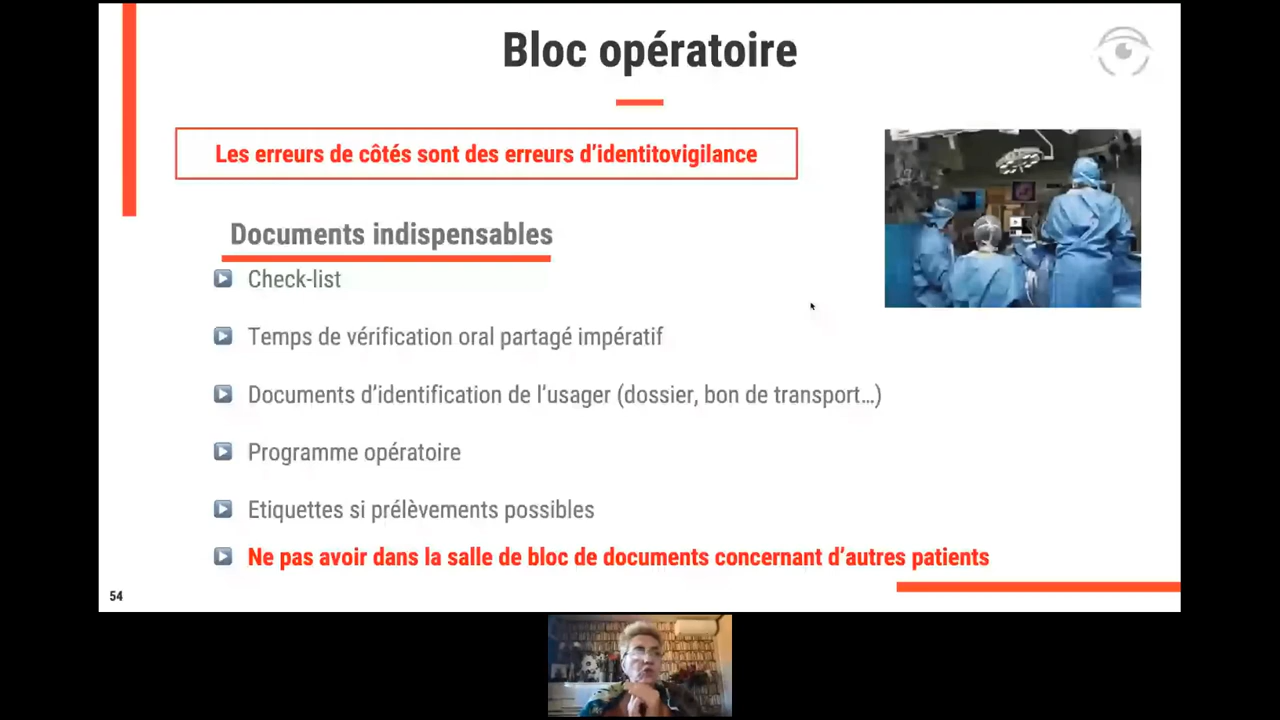 Bloc opératoire
Les erreurs de côtés sont des erreurs d’identitovigilance
Documents indispensables
Check-list
Temps de vérification oral partagé impératif
Documents d’identification de l’usager (dossier, bon de transport…)
Programme opératoire
Etiquettes si prélèvements possibles
Ne pas avoir dans la salle de bloc de documents concernant d’autres patients
54